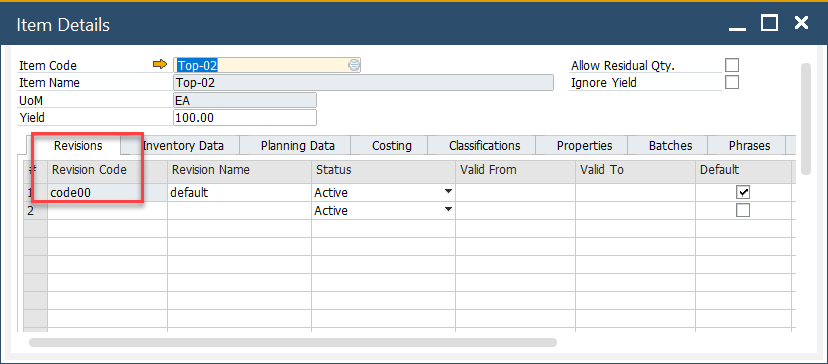 Item Details
Item Code Top-02 Allow Residual Qty.
Item Name Top-02 Ignore Yield
UoM EA
Yield 100.00
Revisions Inventory Data Planning Data Costing Classifications Properties Batches Phrases
# Revision Code Revision Name Status Valid From Valid To Default
1 code00 default Active
2 Active